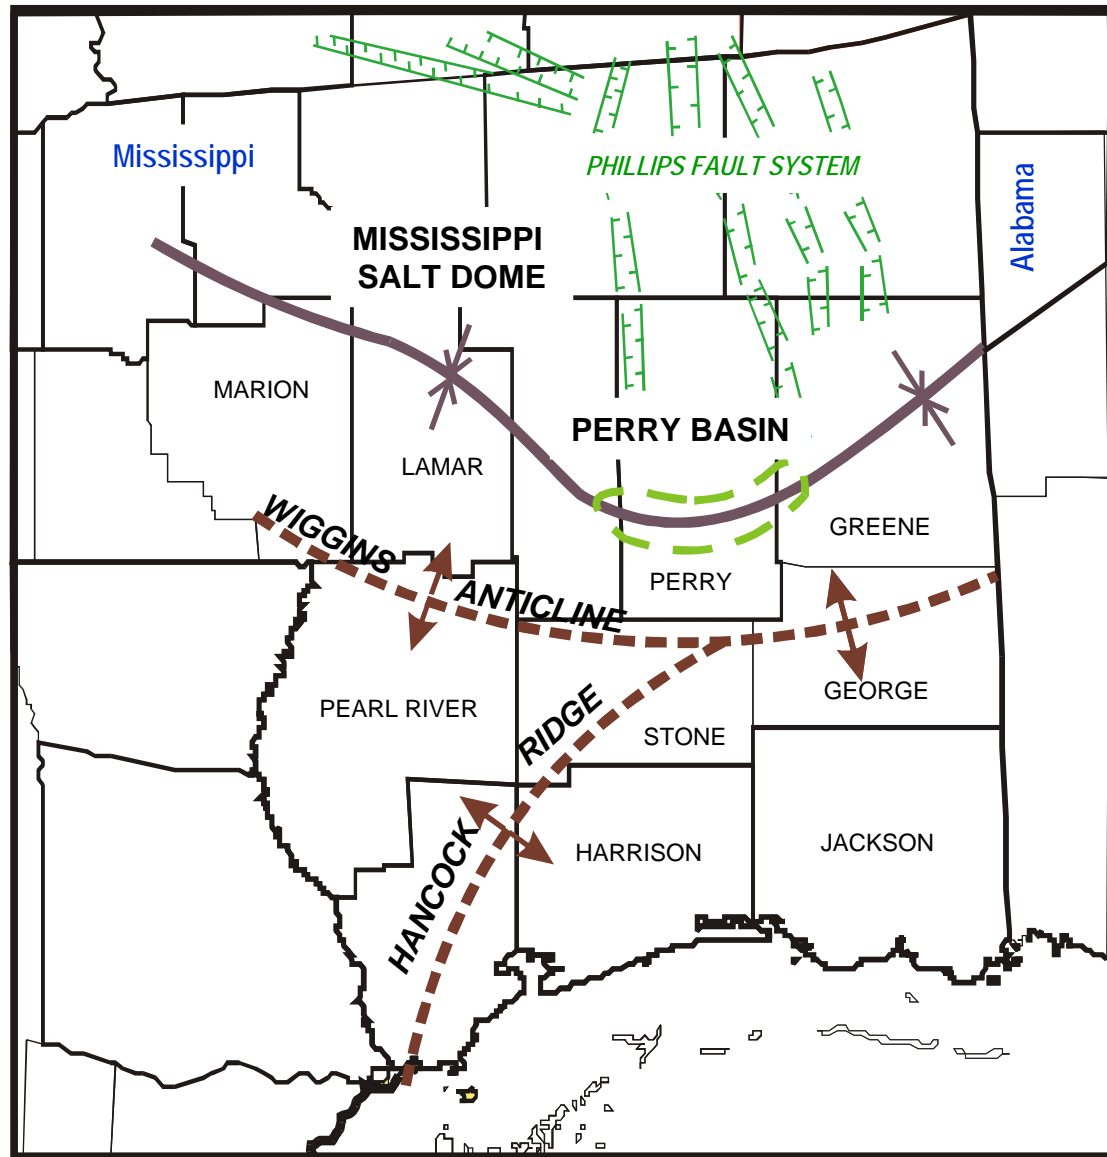 Mississippi
PHILLIPS FAULT SYSTEM
Alabama
MISSISSIPPI
SALT DOME
MARION
PERRY BASIN
LAMAR
GREENE
WIGGINS
ANTICLINE
PERRY
PEARL RIVER
GEORGE
RIDGE
STONE
HANCOCK
HARRISON
JACKSON